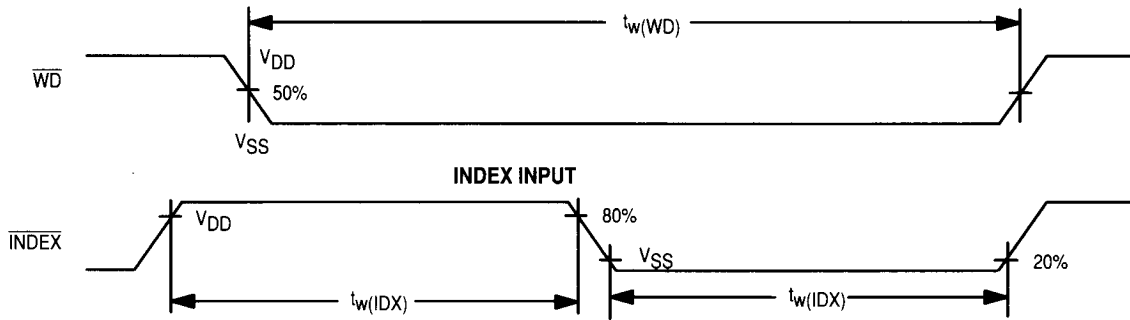 tw(WD)
VDD
WD
50%
VSS
INDEX INPUT
VDD
80%
INDEX
VSS
20%
tw(IDX)
tw(IDX)